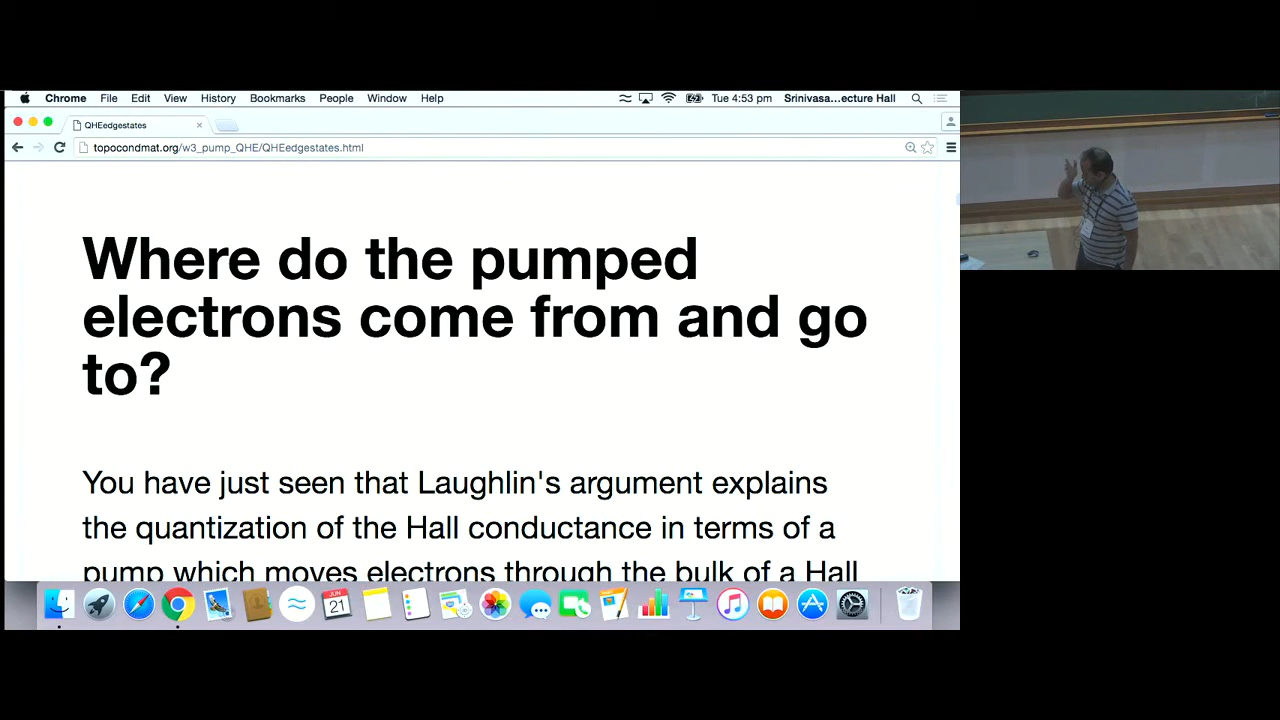 Chrome File Edit View History Bookmarks People Window Help Tue 4:53 pm Srinivasa...ecture Hall
QHEedgestates
topocondmat.org/w3_pump_QHE/QHEedgestates.html
Where do the pumped
electrons come from and go
to?
You have just seen that Laughlin's argument explains
the quantization of the Hall conductance in terms of a
pump which moves electrons through the bulk of a Hall
JUN
21